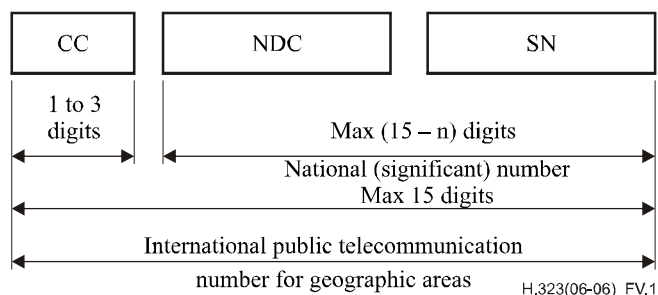 CC
NDC
SN
1 to 3
digits
Max (15 – n) digits
National (significant) number
Max 15 digits
International public telecommunication
number for geographic areas
H.323(06-06)_FV.1